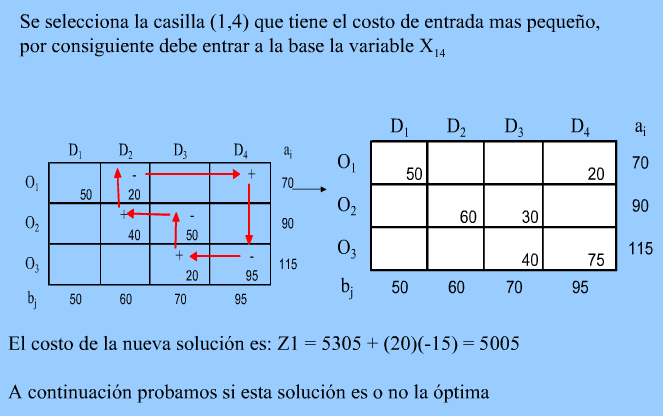 Se selecciona la casilla (1,4) que tiene el costo de entrada mas pequeño,
por consiguiente debe entrar a la base la variable X₁₄
D₁ D₂ D₃ D₄ aᵢ
O₁ 50 - 20 + 70
O₂ + 40 - 50 90
O₃ + 20 - 95 115
bⱼ 50 60 70 95
D₁ D₂ D₃ D₄ aᵢ
O₁ 50 20 70
O₂ 60 30 90
O₃ 40 75 115
bⱼ 50 60 70 95
El costo de la nueva solución es: Z1 = 5305 + (20)(-15) = 5005
A continuación probamos si esta solución es o no la óptima